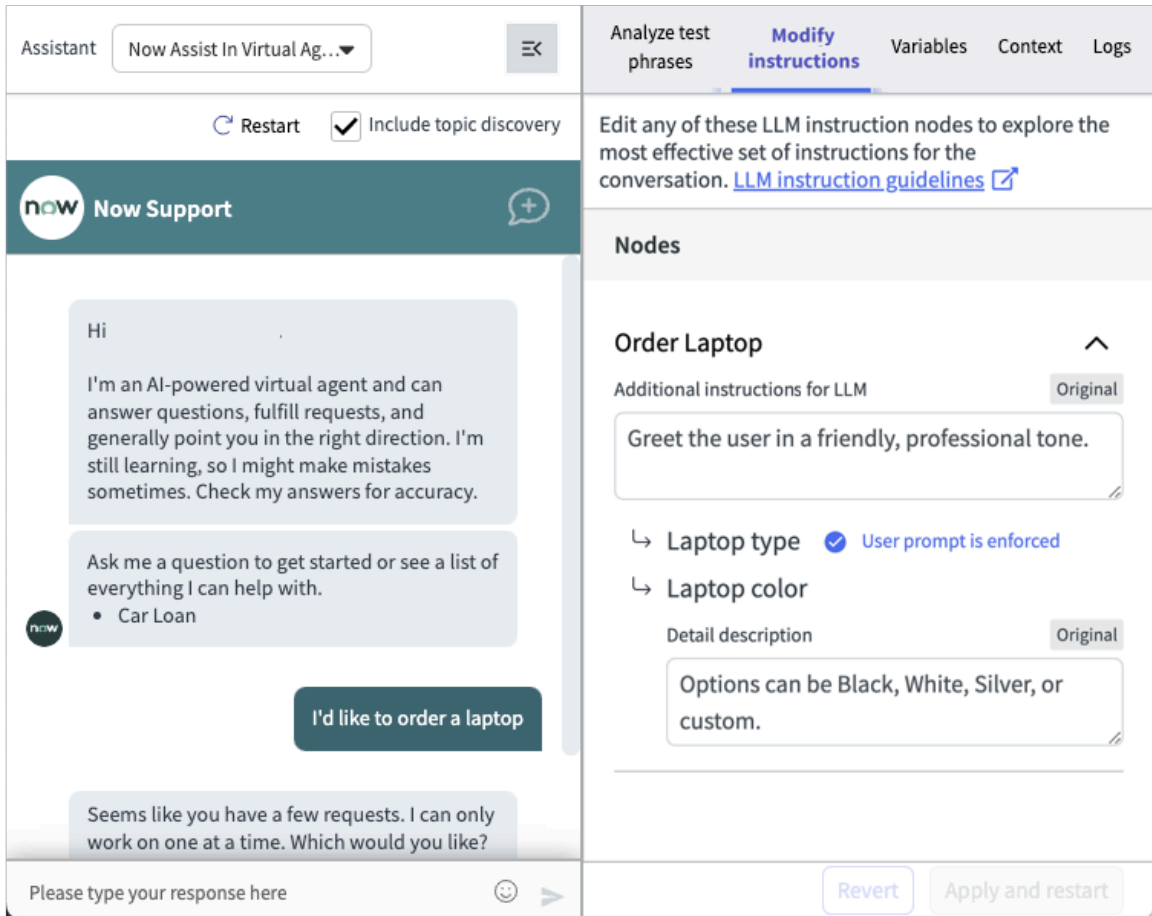 Assistant
Now Assist In Virtual Ag...
Restart
Include topic discovery
now
Now Support
Hi .
I'm an AI-powered virtual agent and can
answer questions, fulfill requests, and
generally point you in the right direction. I'm
still learning, so I might make mistakes
sometimes. Check my answers for accuracy.
Ask me a question to get started or see a list of
everything I can help with.
• Car Loan
now
I'd like to order a laptop
Seems like you have a few requests. I can only
work on one at a time. Which would you like?
Please type your response here
Analyze test
phrases
Modify
instructions
Variables
Context
Logs
Edit any of these LLM instruction nodes to explore the
most effective set of instructions for the
conversation. LLM instruction guidelines
Nodes
Order Laptop
Additional instructions for LLM
Original
Greet the user in a friendly, professional tone.
Laptop type
User prompt is enforced
Laptop color
Detail description
Original
Options can be Black, White, Silver, or
custom.
Revert
Apply and restart